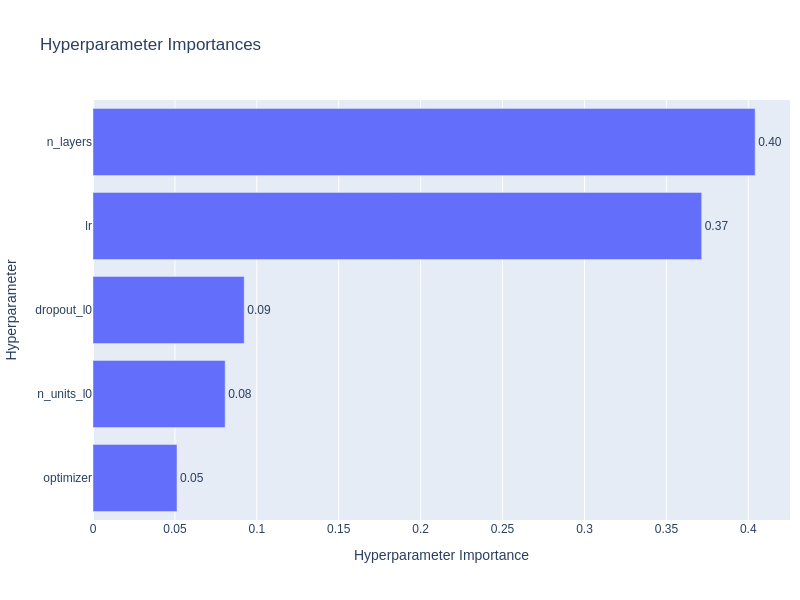 Hyperparameter Importances
Hyperparameter
n_layers
0.40
lr
0.37
dropout_l0
0.09
n_units_l0
0.08
optimizer
0.05
0 0.05 0.1 0.15 0.2 0.25 0.3 0.35 0.4
Hyperparameter Importance